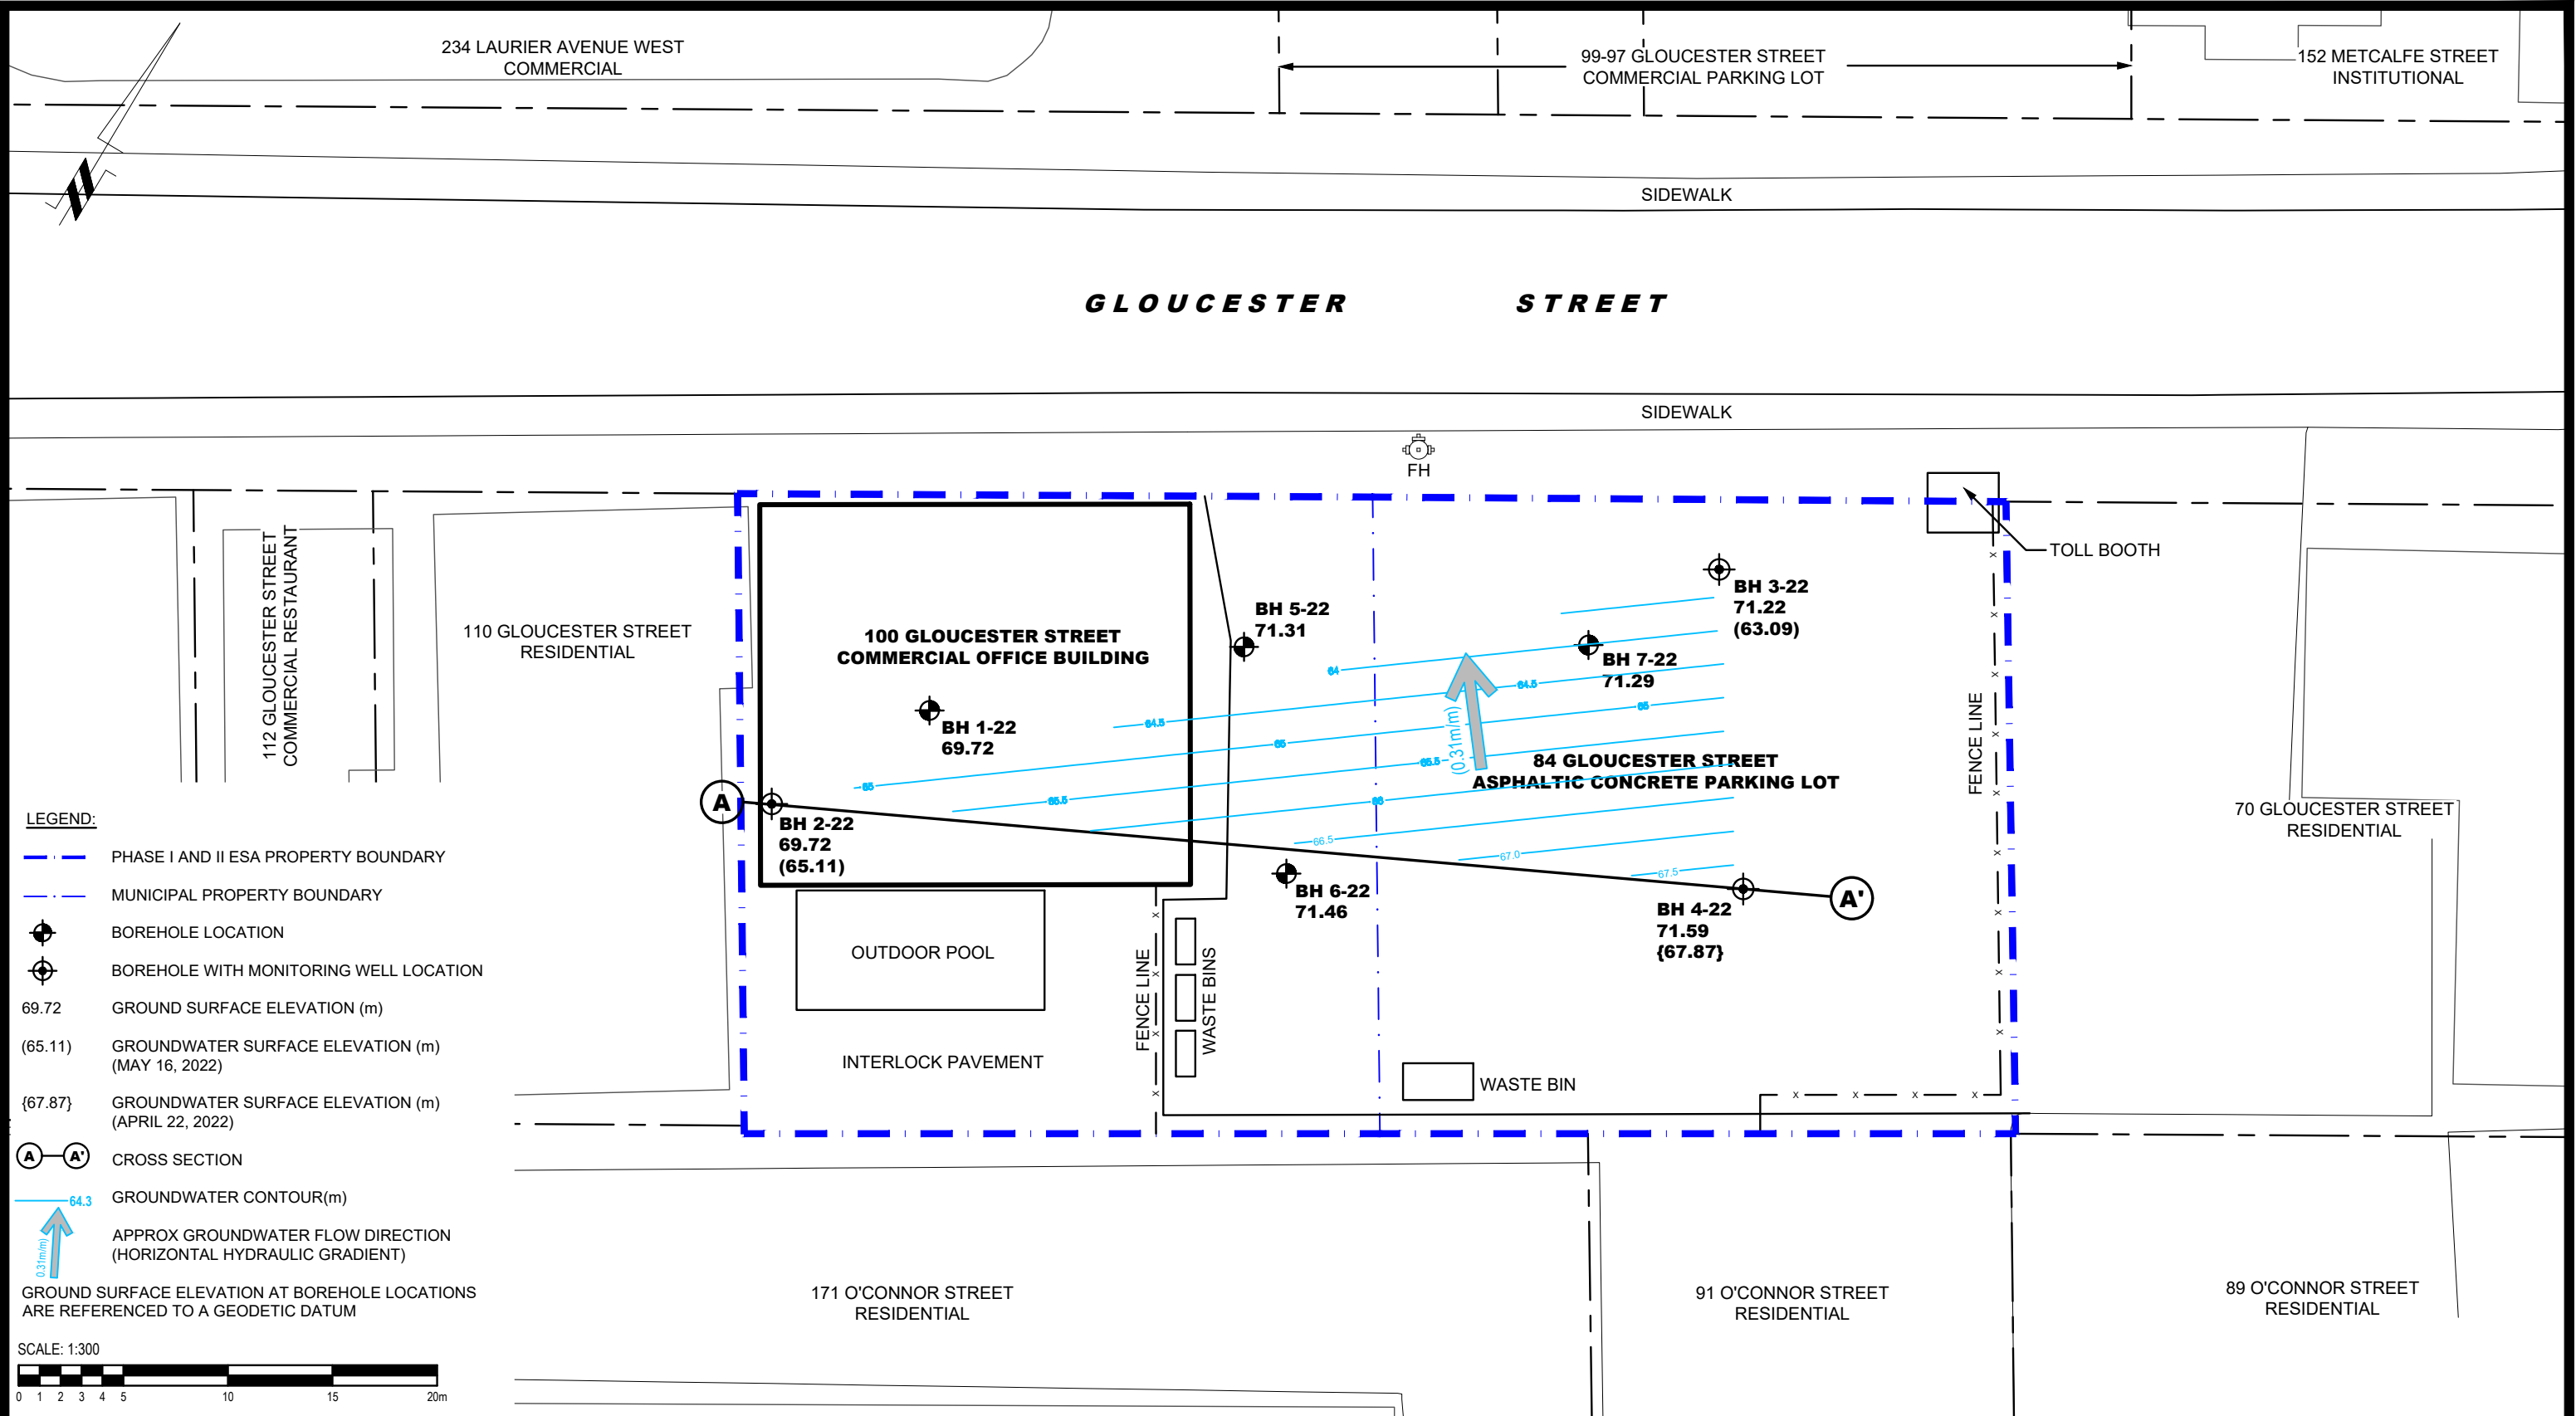 234 LAURIER AVENUE WEST
COMMERCIAL
99-97 GLOUCESTER STREET
COMMERCIAL PARKING LOT
152 METCALFE STREET
INSTITUTIONAL
SIDEWALK
GLOUCESTER STREET
SIDEWALK
FH
TOLL BOOTH
112 GLOUCESTER STREET
COMMERCIAL RESTAURANT
110 GLOUCESTER STREET
RESIDENTIAL
100 GLOUCESTER STREET
COMMERCIAL OFFICE BUILDING
BH 5-22
71.31
BH 3-22
71.22
(63.09)
BH 7-22
71.29
BH 1-22
69.72
64
64.5
64.5
65
65
65
65.5
65.5
66
66.5
67.0
67.5
(0.31m/m)
84 GLOUCESTER STREET
ASPHALTIC CONCRETE PARKING LOT
FENCE LINE
70 GLOUCESTER STREET
RESIDENTIAL
A
BH 2-22
69.72
(65.11)
BH 6-22
71.46
BH 4-22
71.59
{67.87}
A'
OUTDOOR POOL
FENCE LINE
WASTE BINS
INTERLOCK PAVEMENT
WASTE BIN
171 O'CONNOR STREET
RESIDENTIAL
91 O'CONNOR STREET
RESIDENTIAL
89 O'CONNOR STREET
RESIDENTIAL
LEGEND:
PHASE I AND II ESA PROPERTY BOUNDARY
MUNICIPAL PROPERTY BOUNDARY
BOREHOLE LOCATION
BOREHOLE WITH MONITORING WELL LOCATION
69.72 GROUND SURFACE ELEVATION (m)
(65.11) GROUNDWATER SURFACE ELEVATION (m)
(MAY 16, 2022)
{67.87} GROUNDWATER SURFACE ELEVATION (m)
(APRIL 22, 2022)
A A' CROSS SECTION
64.3 GROUNDWATER CONTOUR(m)
0.31m/m) APPROX GROUNDWATER FLOW DIRECTION
(HORIZONTAL HYDRAULIC GRADIENT)
GROUND SURFACE ELEVATION AT BOREHOLE LOCATIONS
ARE REFERENCED TO A GEODETIC DATUM
SCALE: 1:300
0 1 2 3 4 5 10 15 20m